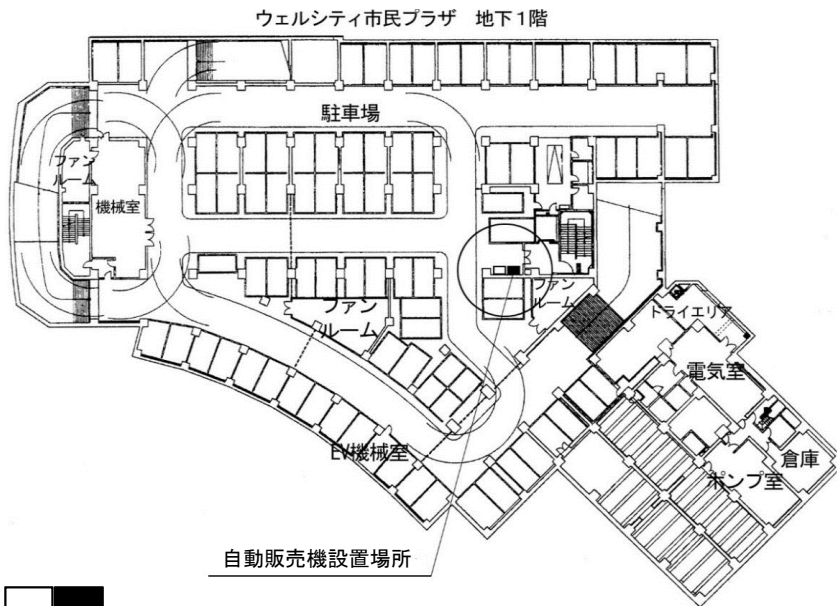 ウェルシティ市民プラザ　地下１階
駐車場
ファン
ルーム
機械室
ファン
ルーム
ファン
ルーム
ドライエリア
電気室
EV機械室
倉庫
ポンプ室
自動販売機設置場所